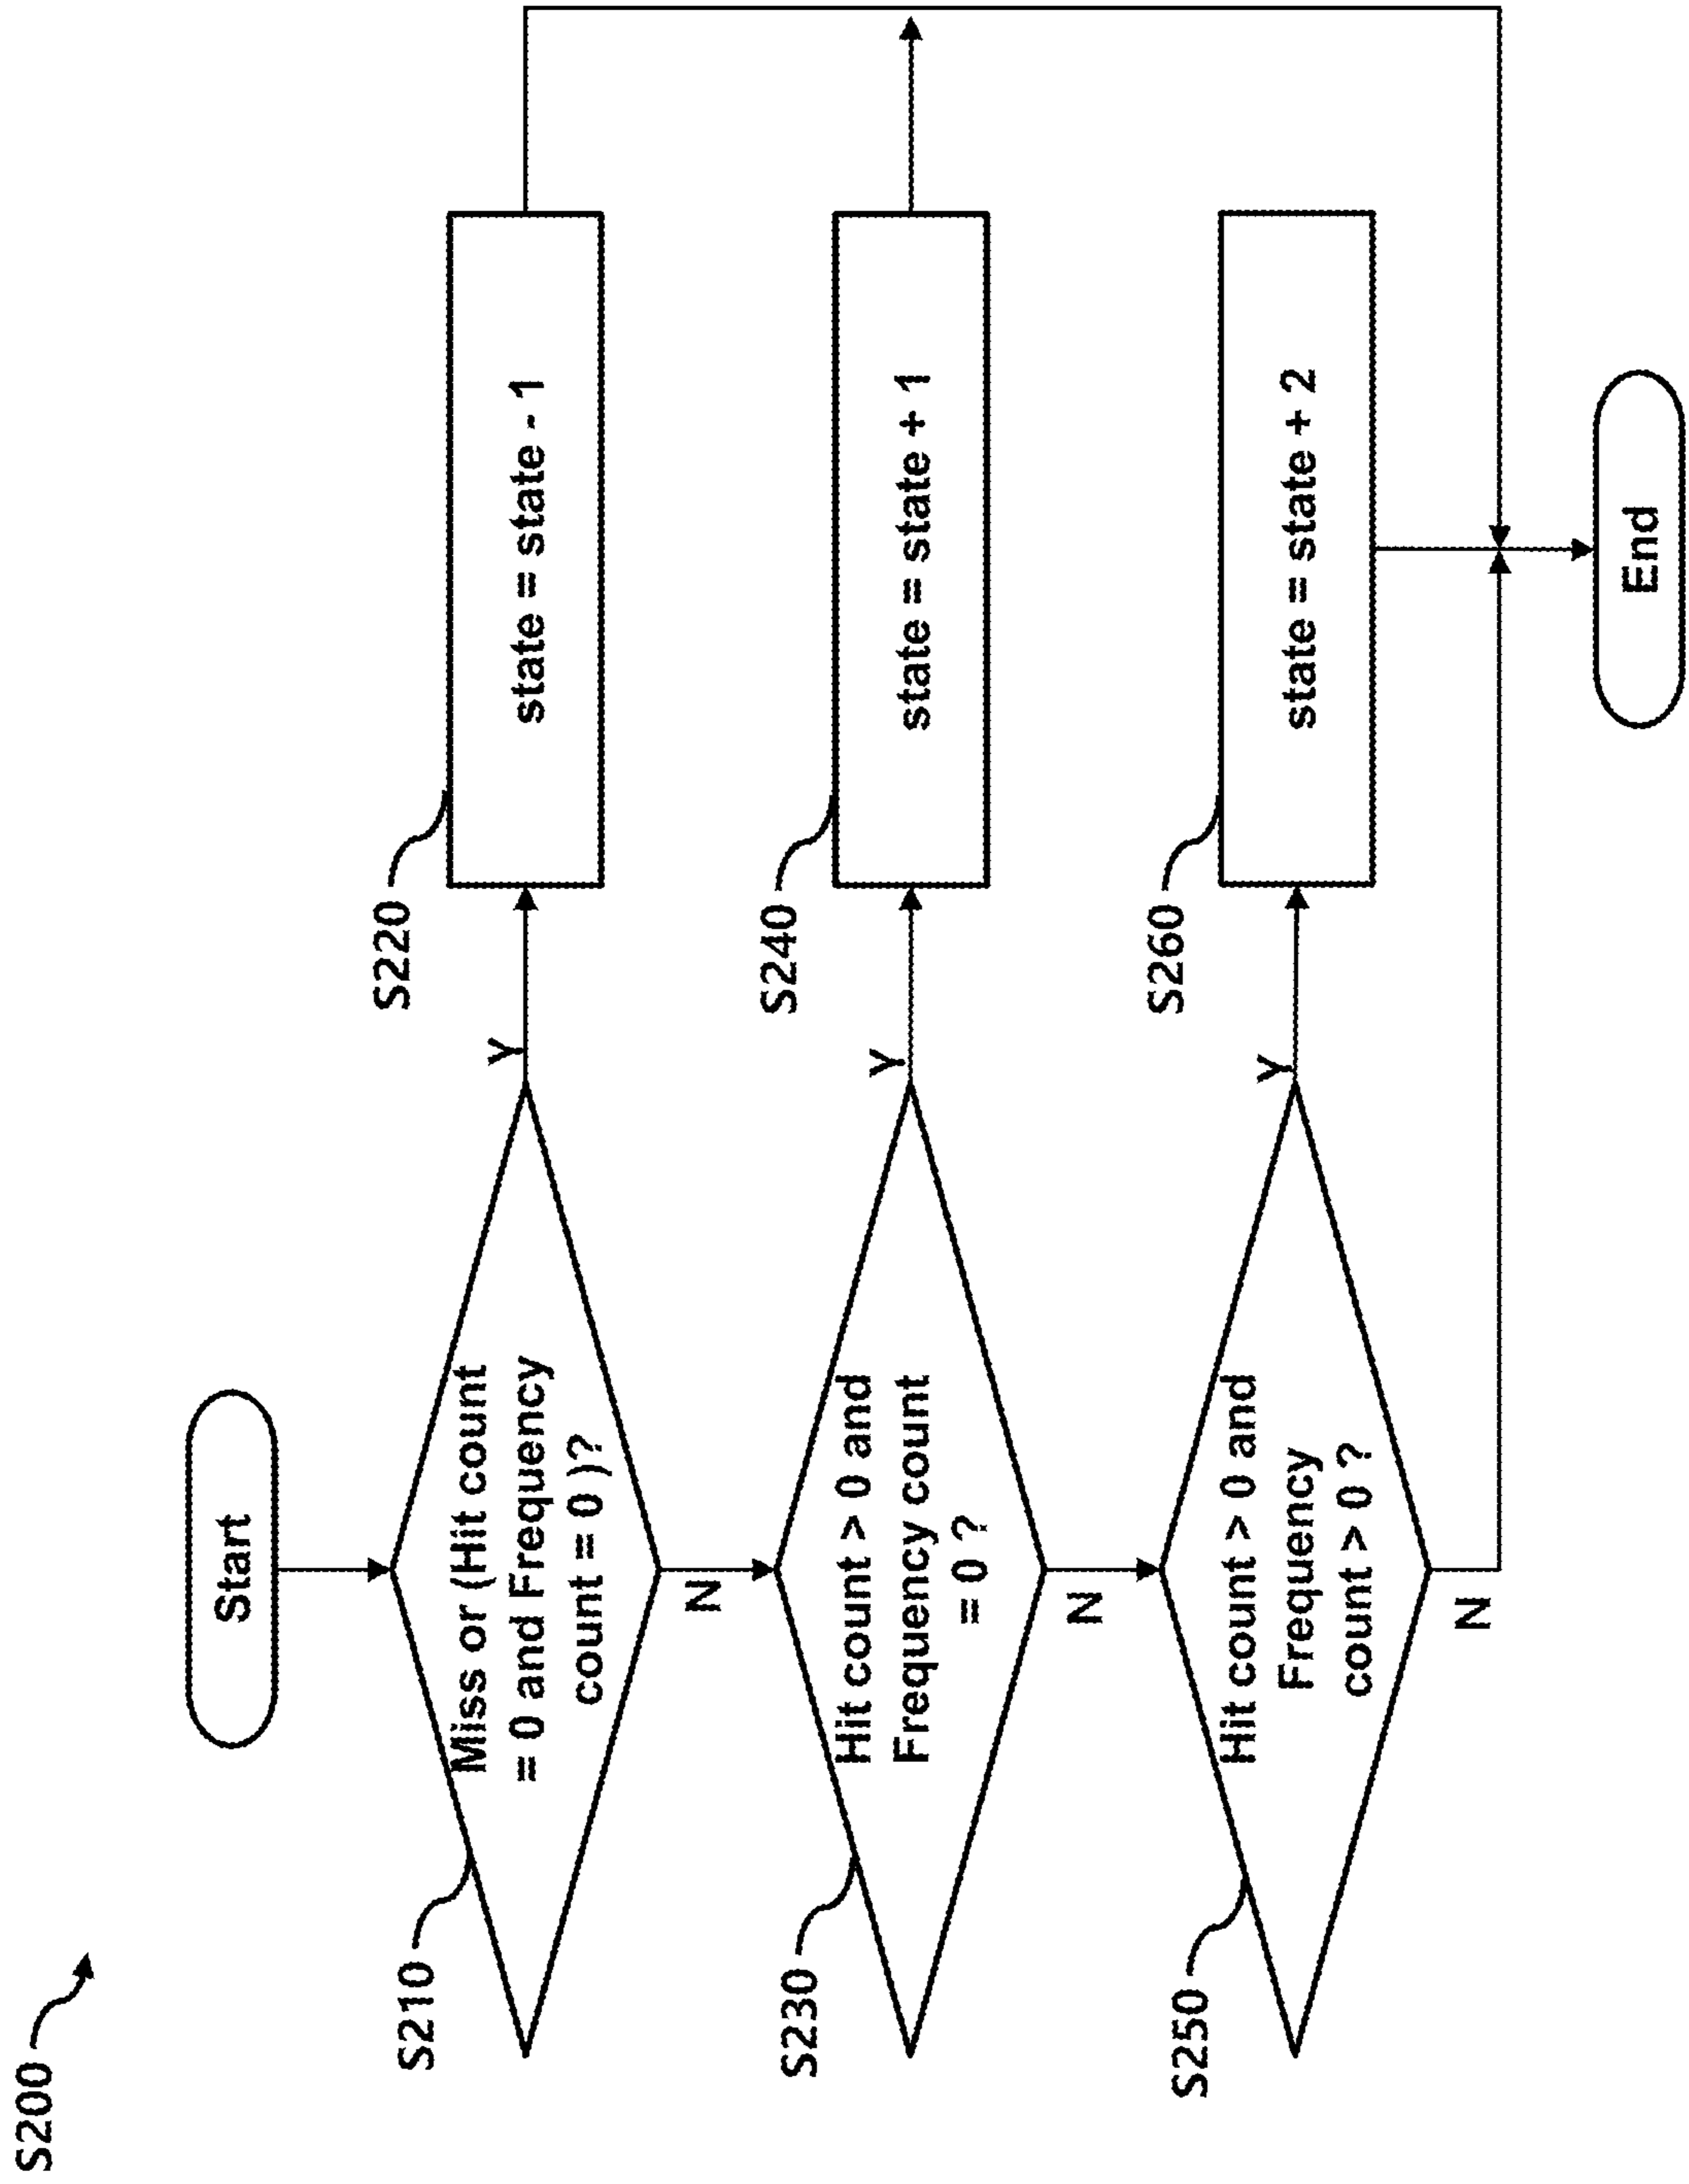 S200
Start
S210
Miss or (Hit count
= 0 and Frequency
count = 0 )?
Y
N
S220
state = state - 1
S230
Hit count > 0 and
Frequency count
= 0 ?
Y
N
S240
state = state + 1
S250
Hit count > 0 and
Frequency
count > 0 ?
Y
N
S260
state = state + 2
End